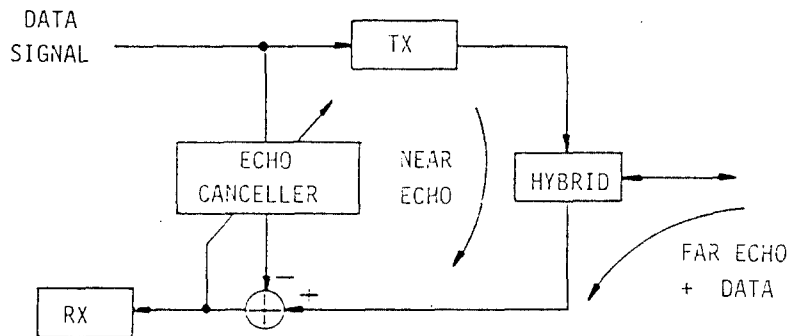 DATA
SIGNAL
TX
ECHO
CANCELLER
NEAR
ECHO
HYBRID
FAR ECHO
+ DATA
RX
−
+